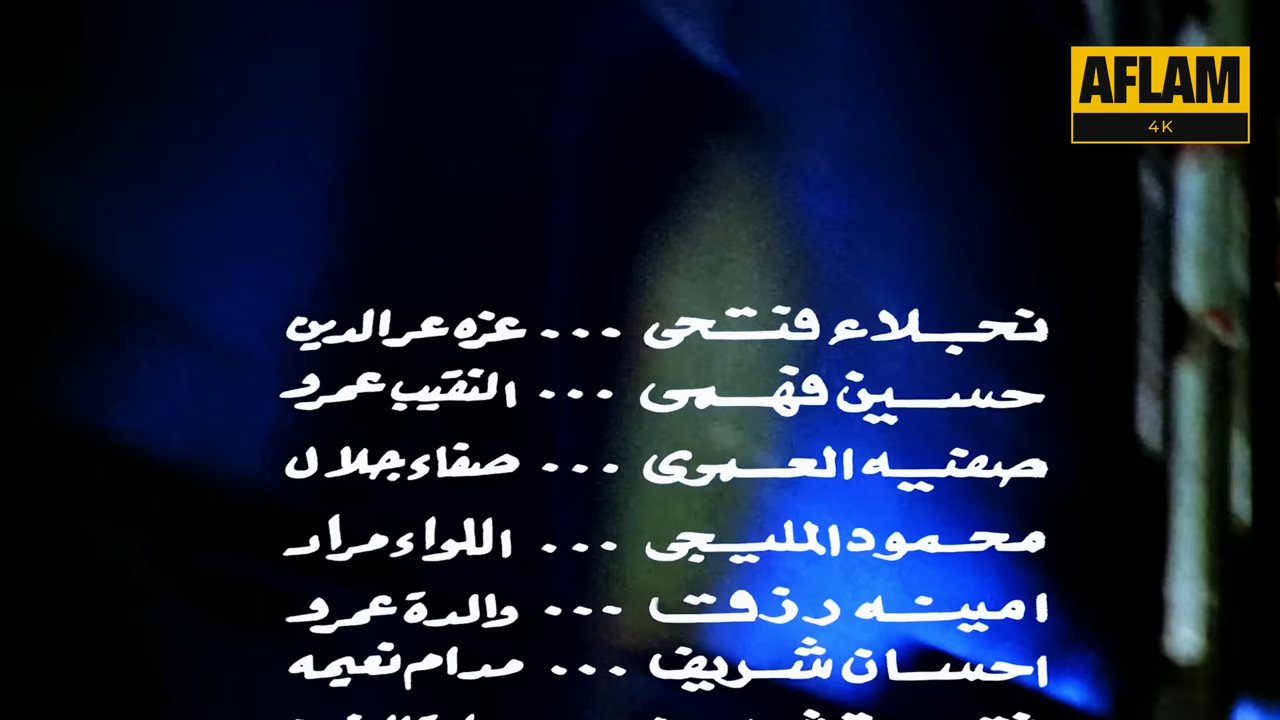 AFLAM
4K
نجلاء فتحى ... عزه عز الدين
حسين فهمى ... النقيب عمرو
صفيه العمرى ... صفاء جلال
محمود المليجى ... اللواء مراد
امينه رزق ... والدة عمرو
احسان شريف ... مدام نعيمه